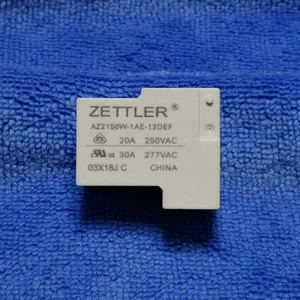 ZETTLER®
AZ2150W-1AE-12DEF
20A 250VAC
30A 277VAC
03X18J C CHINA